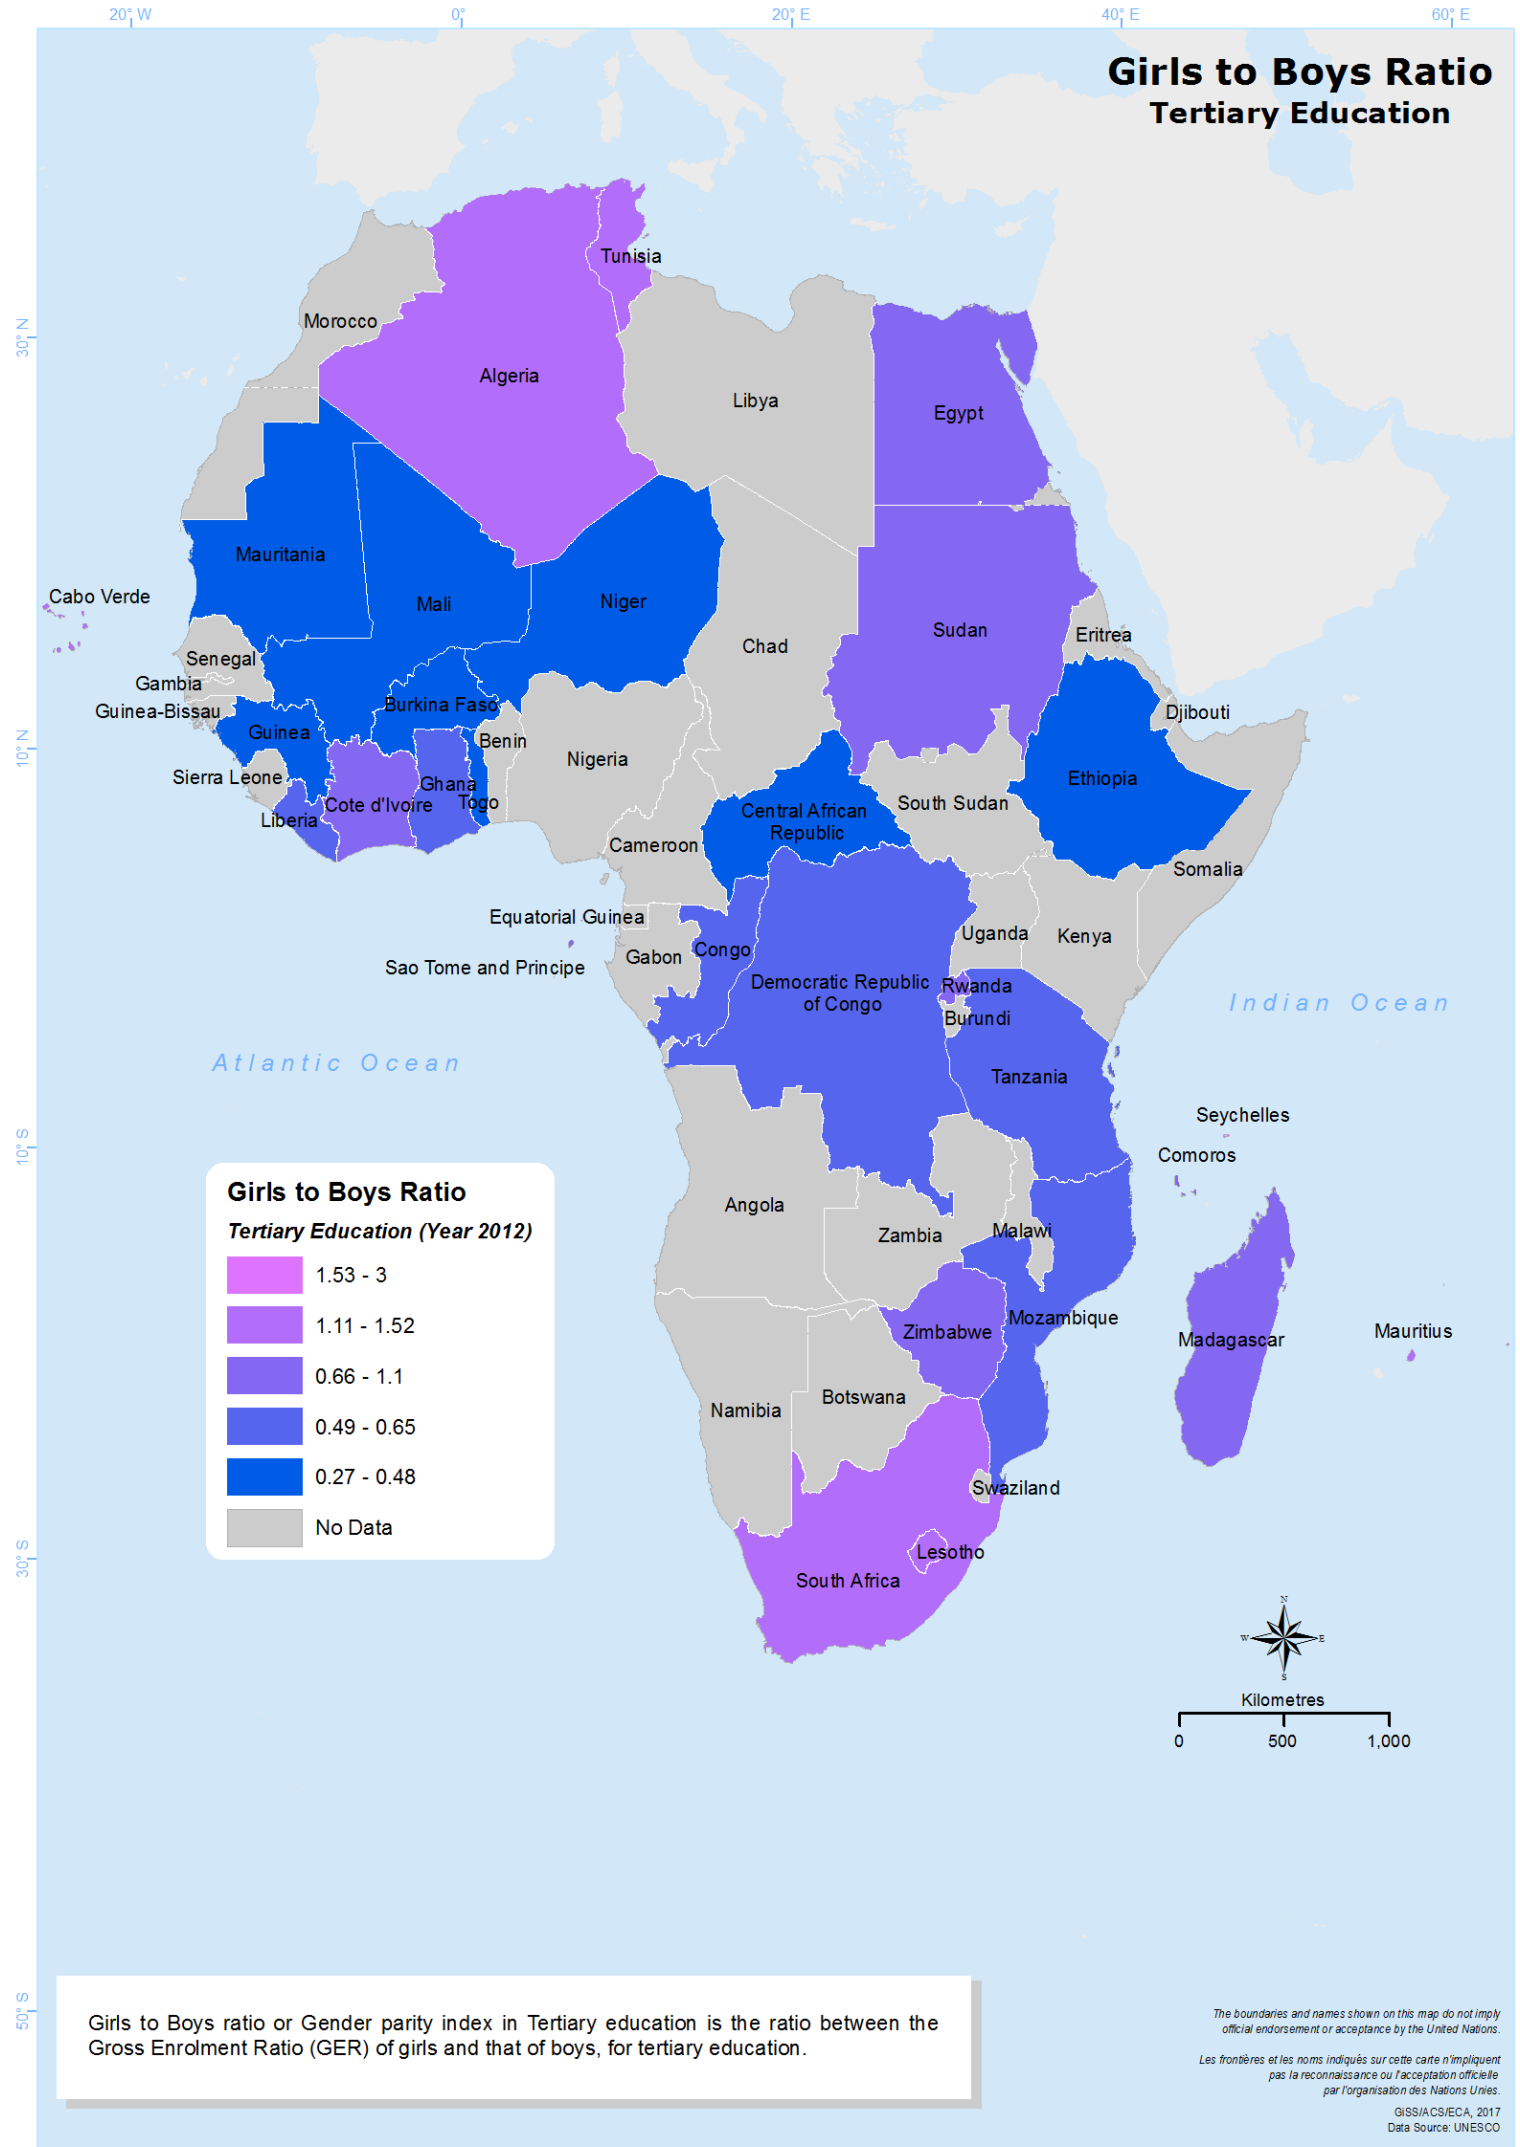 20° W
0°
20° E
40° E
60° E
Girls to Boys Ratio
Tertiary Education
30° N
10° N
10° S
30° S
50° S
Tunisia
Morocco
Algeria
Libya
Egypt
Mauritania
Cabo Verde
Mali
Niger
Sudan
Eritrea
Chad
Senegal
Gambia
Guinea-Bissau
Burkina Faso
Djibouti
Guinea
Benin
Nigeria
Sierra Leone
Ghana
Ethiopia
Cote d'Ivoire
Togo
South Sudan
Central African
Republic
Liberia
Cameroon
Somalia
Equatorial Guinea
Uganda
Kenya
Congo
Gabon
Sao Tome and Principe
Democratic Republic
of Congo
Rwanda
Burundi
Indian Ocean
Atlantic Ocean
Tanzania
Seychelles
Comoros
Angola
Zambia
Malawi
Mozambique
Zimbabwe
Madagascar
Mauritius
Botswana
Namibia
Swaziland
Lesotho
South Africa
Girls to Boys Ratio
Tertiary Education (Year 2012)
1.53 - 3
1.11 - 1.52
0.66 - 1.1
0.49 - 0.65
0.27 - 0.48
No Data
N
W
E
S
Kilometres
0 500 1,000
Girls to Boys ratio or Gender parity index in Tertiary education is the ratio between the
Gross Enrolment Ratio (GER) of girls and that of boys, for tertiary education.
The boundaries and names shown on this map do not imply
official endorsement or acceptance by the United Nations.
Les frontières et les noms indiqués sur cette carte n'impliquent
pas la reconnaissance ou l'acceptation officielle
par l'organisation des Nations Unies.
GiSS/ACS/ECA, 2017
Data Source: UNESCO